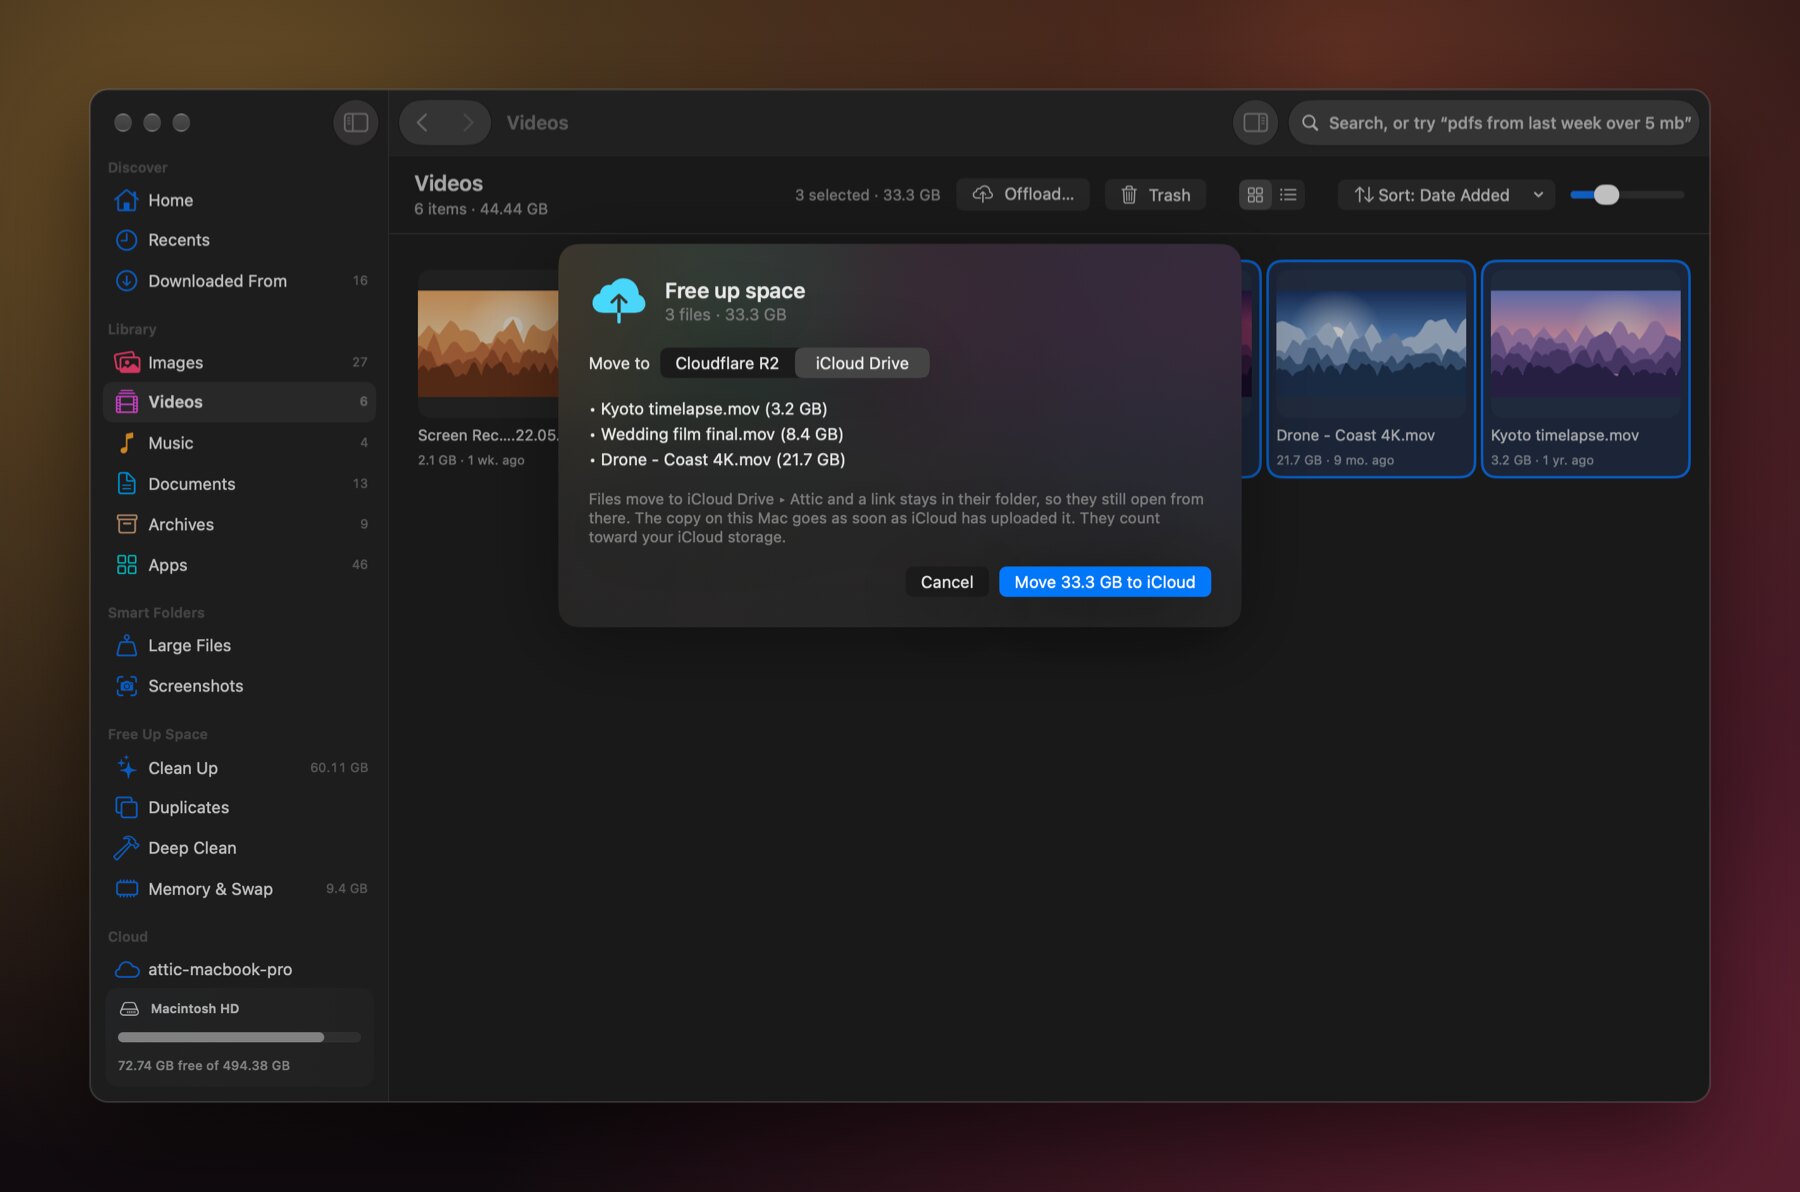 Videos
Search, or try “pdfs from last week over 5 mb”
Discover
Home
Recents
Downloaded From 16
Library
Images 27
Videos 6
Music 4
Documents 13
Archives 9
Apps 46
Smart Folders
Large Files
Screenshots
Free Up Space
Clean Up 60.11 GB
Duplicates
Deep Clean
Memory & Swap 9.4 GB
Cloud
attic-macbook-pro
Macintosh HD
72.74 GB free of 494.38 GB
Videos
6 items · 44.44 GB
3 selected · 33.3 GB
Offload...
Trash
Sort: Date Added
Screen Rec....22.05.
2.1 GB · 1 wk. ago
Drone - Coast 4K.mov
21.7 GB · 9 mo. ago
Kyoto timelapse.mov
3.2 GB · 1 yr. ago
Free up space
3 files · 33.3 GB
Move to Cloudflare R2 iCloud Drive
• Kyoto timelapse.mov (3.2 GB)
• Wedding film final.mov (8.4 GB)
• Drone - Coast 4K.mov (21.7 GB)
Files move to iCloud Drive ▸ Attic and a link stays in their folder, so they still open from
there. The copy on this Mac goes as soon as iCloud has uploaded it. They count
toward your iCloud storage.
Cancel
Move 33.3 GB to iCloud